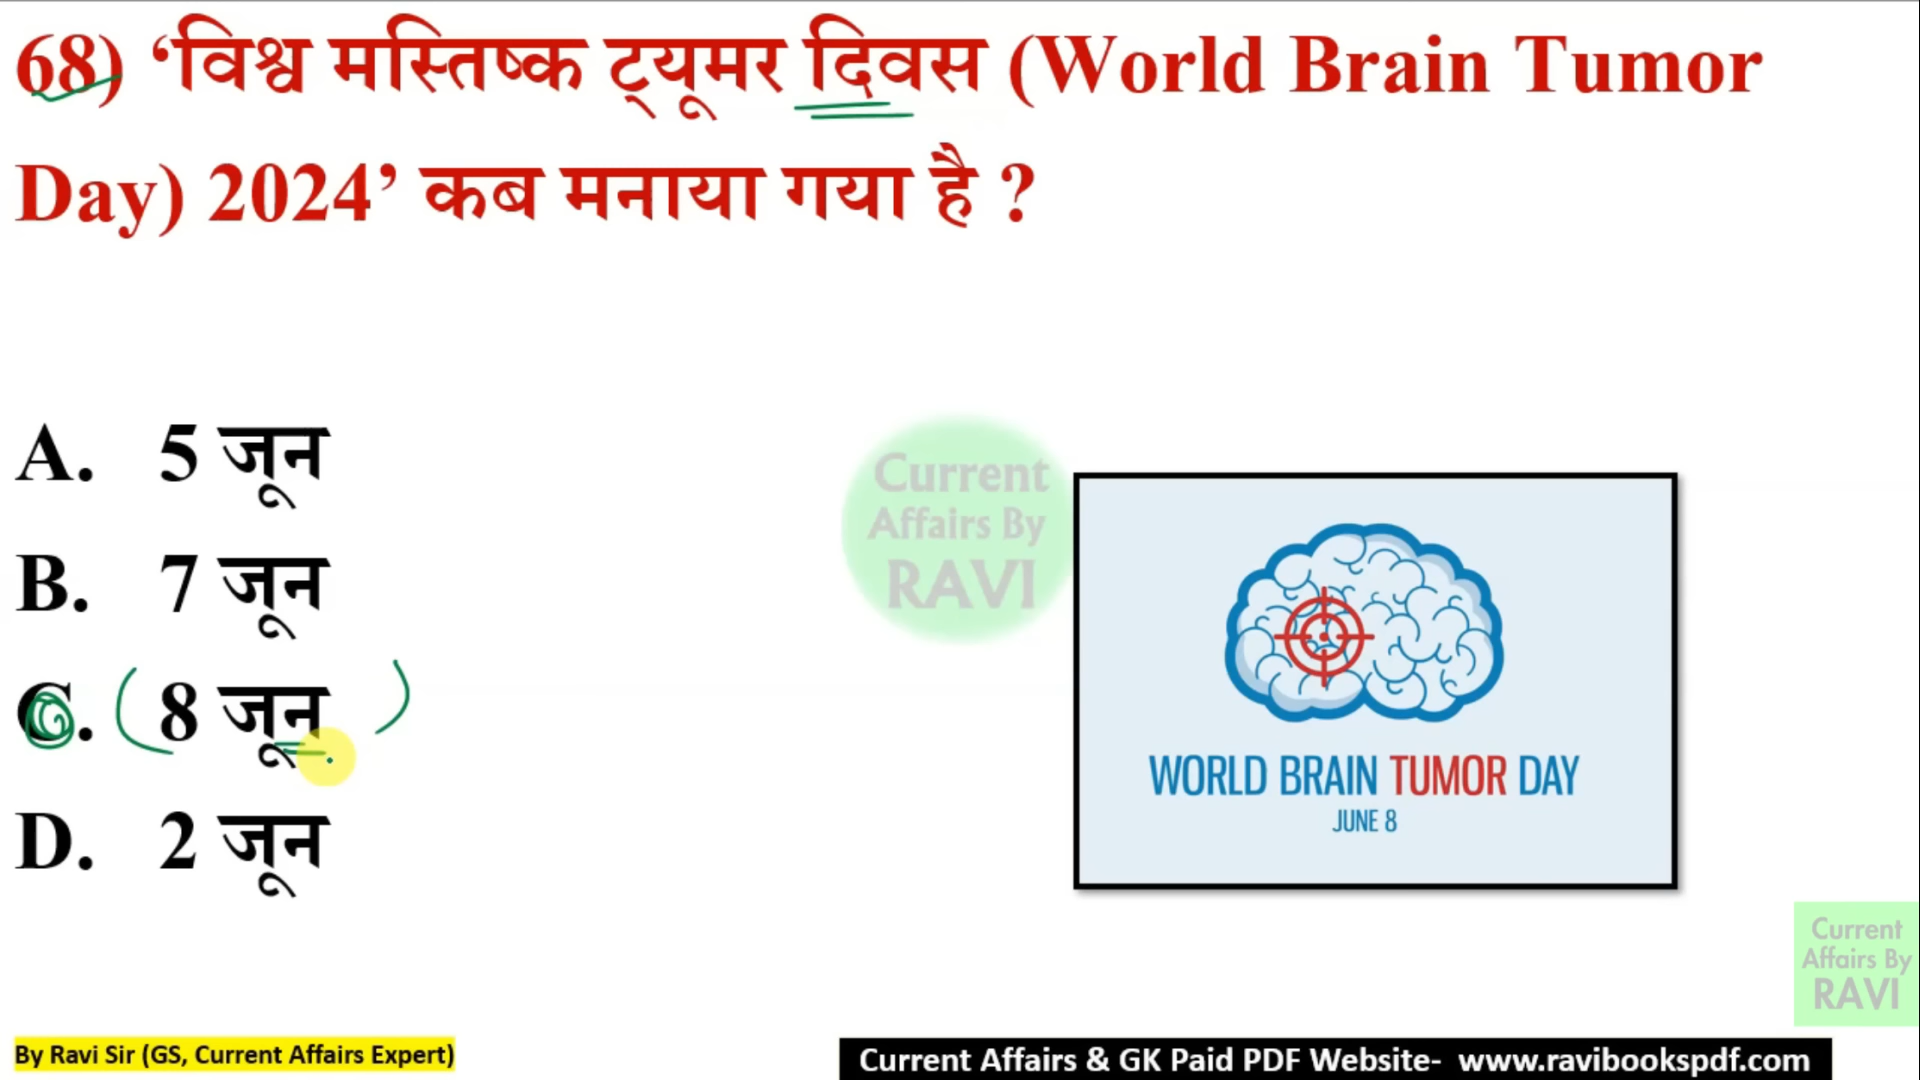 68) ‘विश्व मस्तिष्क ट्यूमर दिवस (World Brain Tumor
Day) 2024’ कब मनाया गया है ?
A. 5 जून
B. 7 जून
C. 8 जून
D. 2 जून
Current
Affairs By
RAVI
WORLD BRAIN TUMOR DAY
JUNE 8
Current
Affairs By
RAVI
By Ravi Sir (GS, Current Affairs Expert)
Current Affairs & GK Paid PDF Website- www.ravibookspdf.com